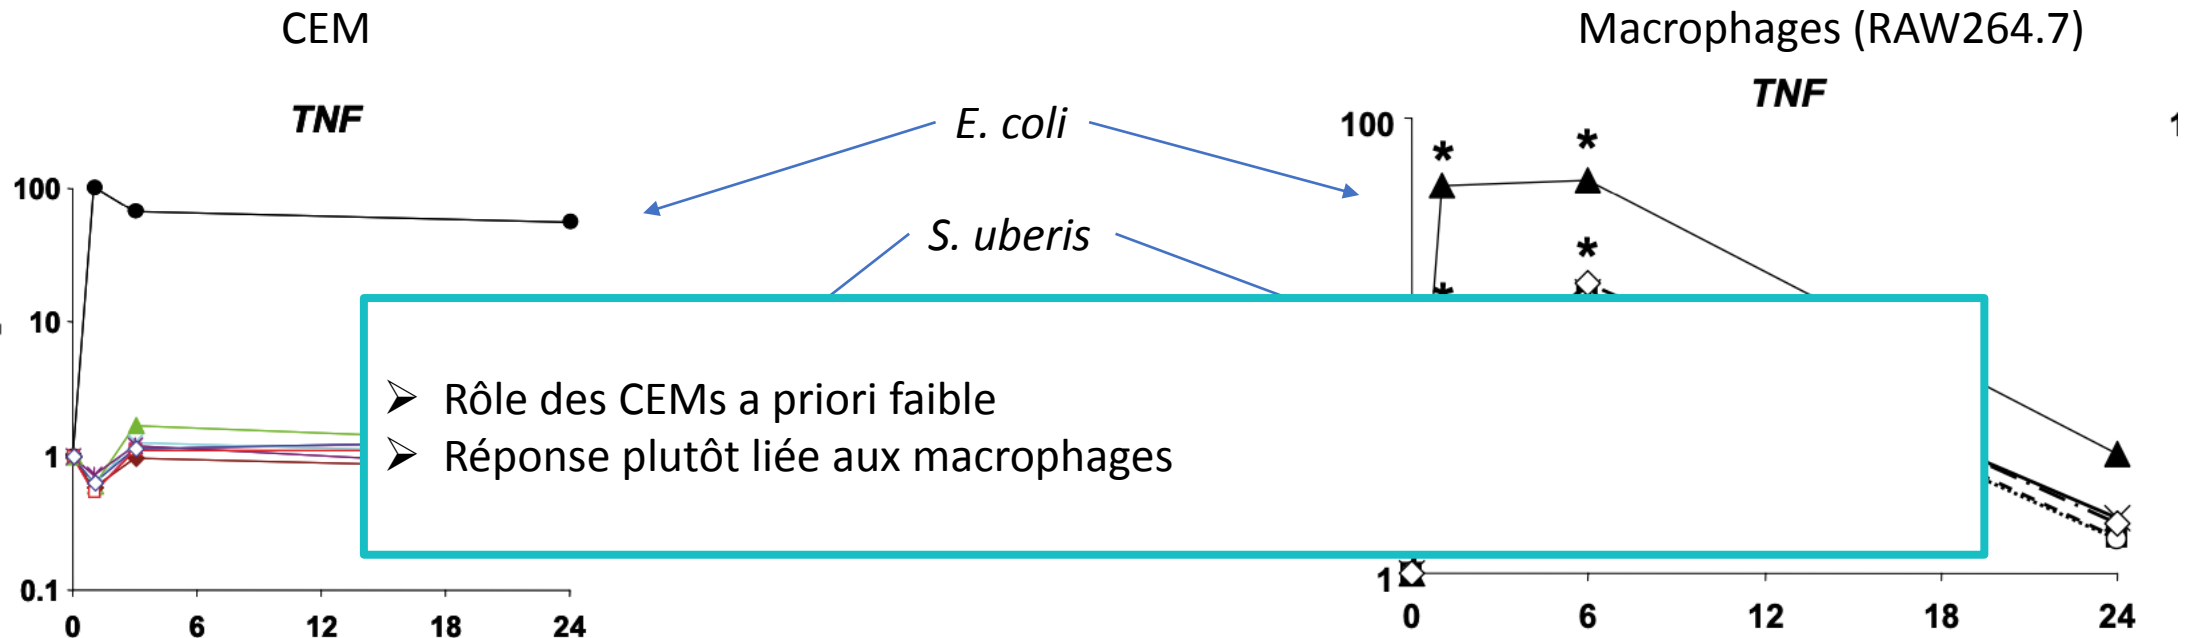 CEM
Macrophages (RAW264.7)
TNF
TNF
E. coli
S. uberis
100
10
1
0.1
0 6 12 18 24
100
* *
* *
1
0 6 12 18 24
➢ Rôle des CEMs a priori faible
➢ Réponse plutôt liée aux macrophages